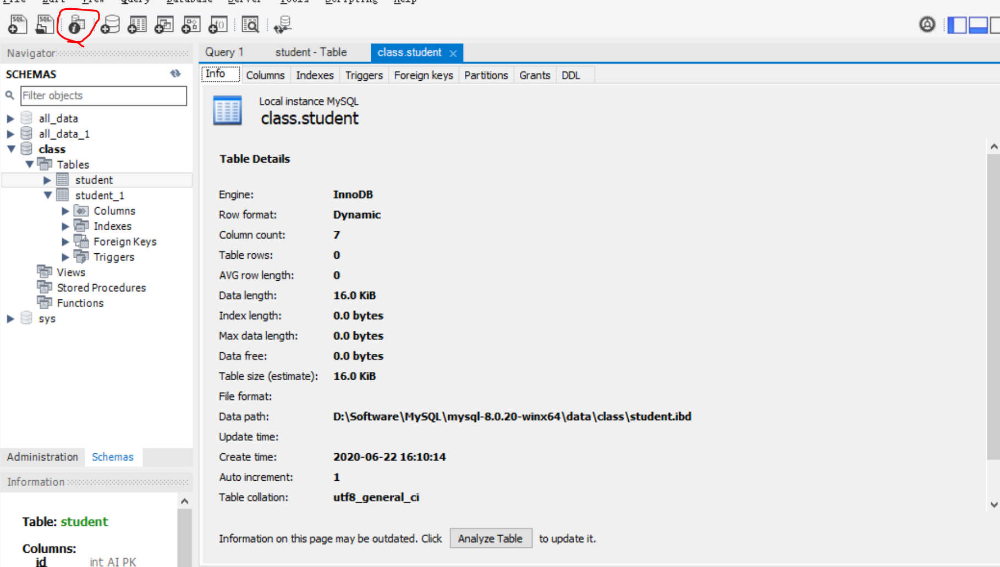 File Edit View Query Database Server Tools Scripting Help
SQL SQL
Navigator
Query 1 student - Table class.student
SCHEMAS
Info Columns Indexes Triggers Foreign keys Partitions Grants DDL
Filter objects
Local instance MySQL
class.student
all_data
all_data_1
class
Tables
student
student_1
Columns
Indexes
Foreign Keys
Triggers
Views
Stored Procedures
Functions
sys
Table Details
Engine: InnoDB
Row format: Dynamic
Column count: 7
Table rows: 0
AVG row length: 0
Data length: 16.0 KiB
Index length: 0.0 bytes
Max data length: 0.0 bytes
Data free: 0.0 bytes
Table size (estimate): 16.0 KiB
File format:
Data path: D:\Software\MySQL\mysql-8.0.20-winx64\data\class\student.ibd
Update time:
Create time: 2020-06-22 16:10:14
Auto increment: 1
Table collation: utf8_general_ci
Information on this page may be outdated. Click Analyze Table to update it.
Administration Schemas
Information
Table: student
Columns:
id int AI PK